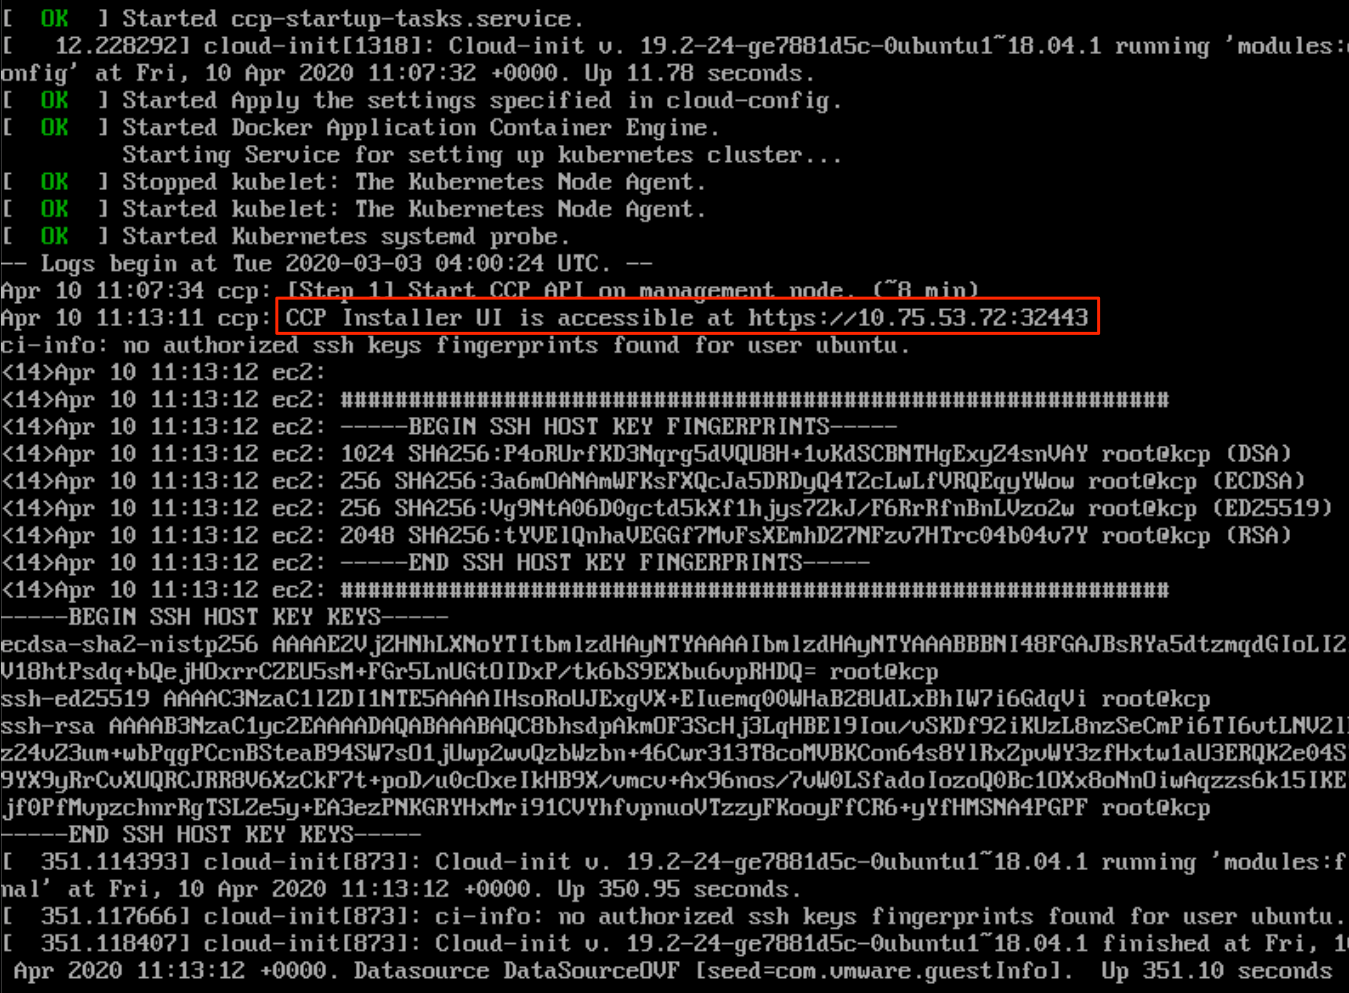 [  OK  ] Started ccp-startup-tasks.service.
[   12.228292] cloud-init[1318]: Cloud-init v. 19.2-24-ge7881d5c-0ubuntu1~18.04.1 running 'modules:c
onfig' at Fri, 10 Apr 2020 11:07:32 +0000. Up 11.78 seconds.
[  OK  ] Started Apply the settings specified in cloud-config.
[  OK  ] Started Docker Application Container Engine.
         Starting Service for setting up kubernetes cluster...
[  OK  ] Stopped kubelet: The Kubernetes Node Agent.
[  OK  ] Started kubelet: The Kubernetes Node Agent.
[  OK  ] Started Kubernetes systemd probe.
-- Logs begin at Tue 2020-03-03 04:00:24 UTC. --
Apr 10 11:07:34 ccp: [Step 1] Start CCP API on management node. (~8 min)
Apr 10 11:13:11 ccp: CCP Installer UI is accessible at https://10.75.53.72:32443
ci-info: no authorized ssh keys fingerprints found for user ubuntu.
<14>Apr 10 11:13:12 ec2:
<14>Apr 10 11:13:12 ec2: #############################################################
<14>Apr 10 11:13:12 ec2: -----BEGIN SSH HOST KEY FINGERPRINTS-----
<14>Apr 10 11:13:12 ec2: 1024 SHA256:P4oRUrfKD3Nqrg5dVQU8H+1vKdSCBNTHgExyZ4snVAY root@kcp (DSA)
<14>Apr 10 11:13:12 ec2: 256 SHA256:3a6mOANAmWFKsFXQcJa5DRDyQ4T2cLwLfVRQEqyYWow root@kcp (ECDSA)
<14>Apr 10 11:13:12 ec2: 256 SHA256:Vg9NtA06D0gctd5kXf1hjys7ZkJ/F6RrRfnBnLVzo2w root@kcp (ED25519)
<14>Apr 10 11:13:12 ec2: 2048 SHA256:tYVElQnhaVEGGf7MvFsXEmhDZ7NFzv7HTrc04b04v7Y root@kcp (RSA)
<14>Apr 10 11:13:12 ec2: -----END SSH HOST KEY FINGERPRINTS-----
<14>Apr 10 11:13:12 ec2: #############################################################
-----BEGIN SSH HOST KEY KEYS-----
ecdsa-sha2-nistp256 AAAAE2VjZHNhLXNoYTItbmlzdHAyNTYAAAAIbmlzdHAyNTYAAABBBNI48FGAJBsRYa5dtzmqdGIoLI2
V18htPsdq+bQejHOxrrCZEU5sM+FGr5LnUGtOIDxP/tk6bS9EXbu6vpRHDQ= root@kcp
ssh-ed25519 AAAAC3NzaC1lZDI1NTE5AAAAIHsoRoUJExgVX+EIuemq00WHaB28UdLxBhIW7i6GdqVi root@kcp
ssh-rsa AAAAB3NzaC1yc2EAAAADAQABAAABAQC8bhsdpAkmOF3ScHj3LqHBEl9Iou/vSKDf92iKUzL8nzSeCmPi6TI6vtLNV2l
z24vZ3um+wbPqgPCcnBSteaB94SW7sO1jUwp2wvQzbWzbn+46Cwr313T8coMVBKCon64s8YlRxZpvWY3zfHxtw1aU3ERQK2e04S
9YX9yRrCvXUQRCJRR8V6XzCkF7t+poD/u0cOxeIkHB9X/vmcv+Ax96nos/7vW0LSfadoIozoQ0Bc1OXx8oNnOiwAqzzs6k15IKE
jf0PfMvpzchnrRgTSLZe5y+EA3ezPNKGRYHxMri91CVYhfvpnuoVTzzyFKooyFfCR6+yYfHMSNA4PGPF root@kcp
-----END SSH HOST KEY KEYS-----
[  351.114393] cloud-init[873]: Cloud-init v. 19.2-24-ge7881d5c-0ubuntu1~18.04.1 running 'modules:f
nal' at Fri, 10 Apr 2020 11:13:12 +0000. Up 350.95 seconds.
[  351.117666] cloud-init[873]: ci-info: no authorized ssh keys fingerprints found for user ubuntu.
[  351.118407] cloud-init[873]: Cloud-init v. 19.2-24-ge7881d5c-0ubuntu1~18.04.1 finished at Fri, 10
 Apr 2020 11:13:12 +0000. Datasource DataSourceOVF [seed=com.vmware.guestInfo].  Up 351.10 seconds